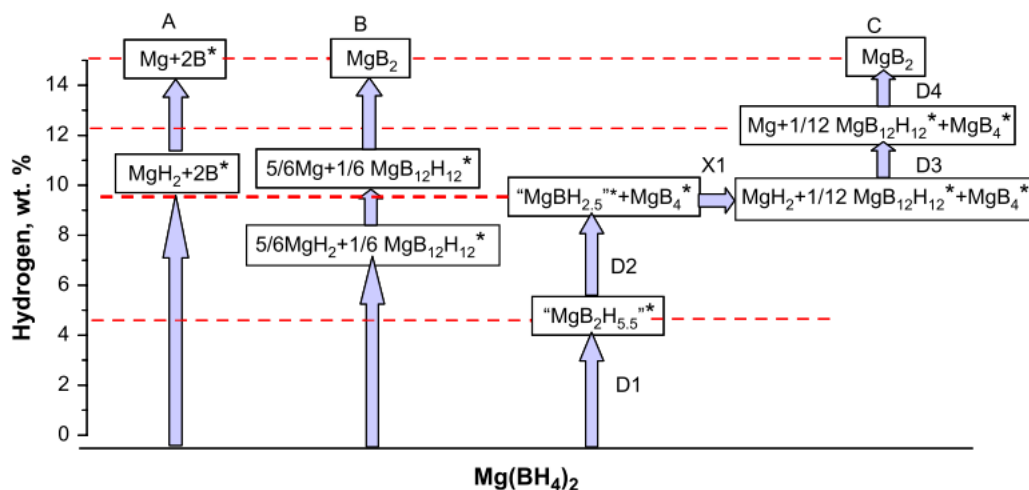 A
B
C
Mg+2B*
MgB₂
MgB₂
14
D4
12
Mg+1/12 MgB₁₂H₁₂*+MgB₄*
MgH₂+2B*
5/6Mg+1/6 MgB₁₂H₁₂*
X1
D3
10
"MgBH₂.₅"*+MgB₄*
MgH₂+1/12 MgB₁₂H₁₂*+MgB₄*
8
5/6MgH₂+1/6 MgB₁₂H₁₂*
D2
6
"MgB₂H₅.₅"*
4
D1
2
0
Hydrogen, wt. %
Mg(BH₄)₂